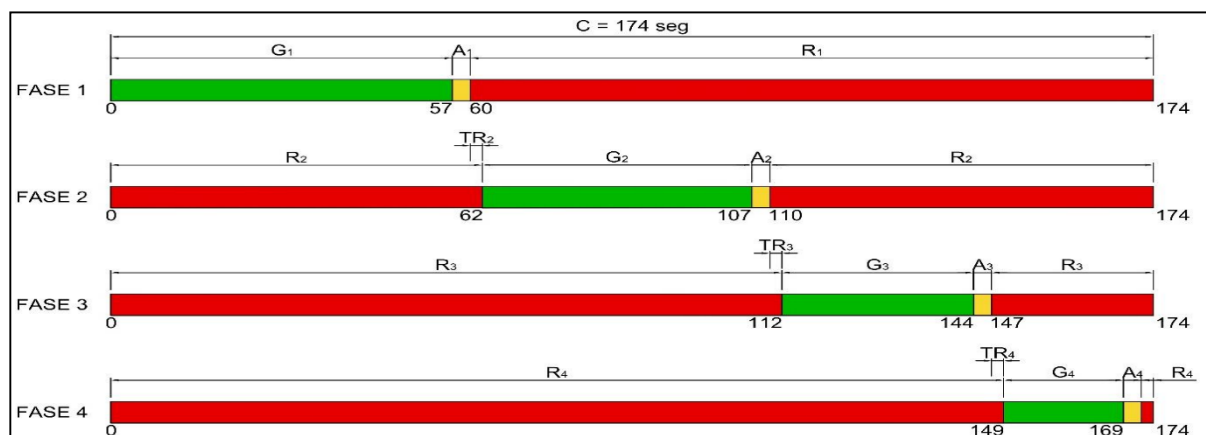 C = 174 seg
G₁ A₁ R₁
FASE 1
0 57 60 174
TR₂
R₂ G₂ A₂ R₂
FASE 2
0 62 107 110 174
TR₃
R₃ G₃ A₃ R₃
FASE 3
0 112 144 147 174
TR₄
R₄ G₄ A₄ R₄
FASE 4
0 149 169 174